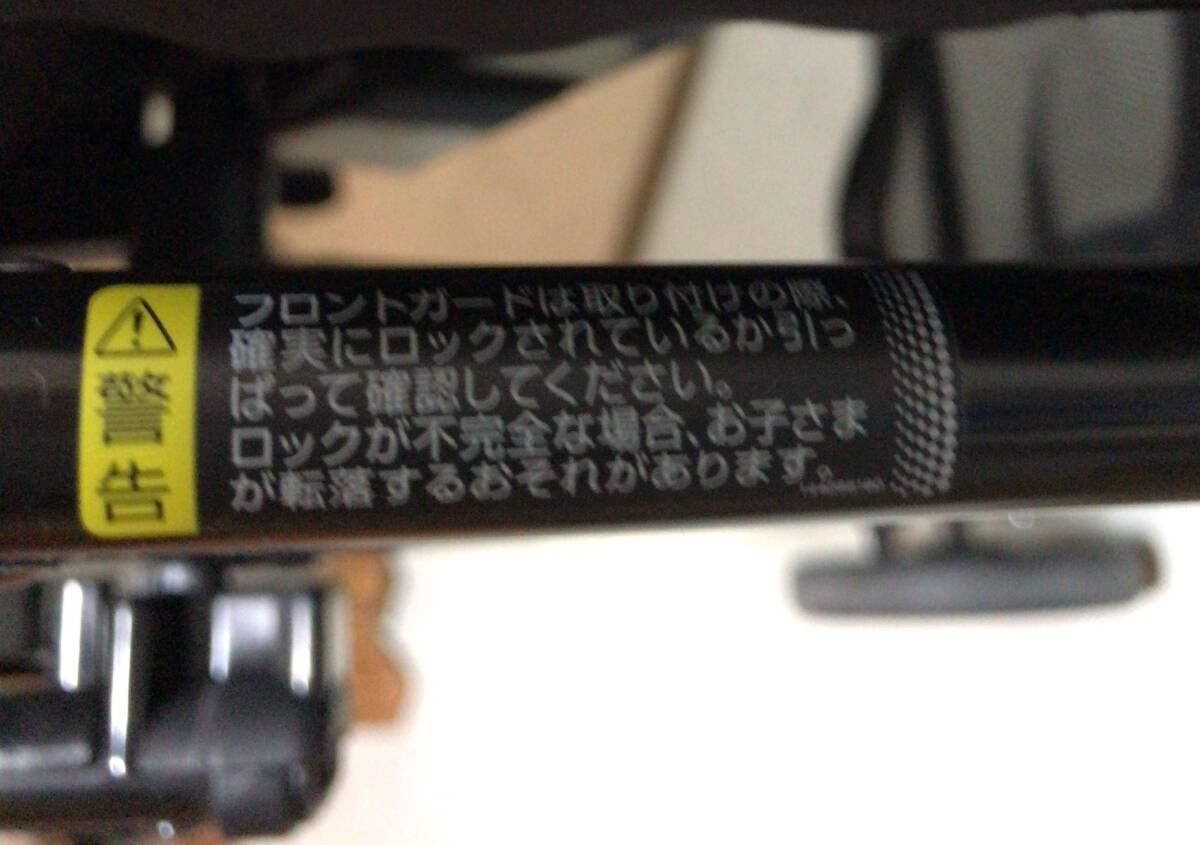 警告
フロントガードは取り付けの際、
確実にロックされているか引っ
ばって確認してください。
ロックが不完全な場合、お子さま
が転落するおそれがあります。